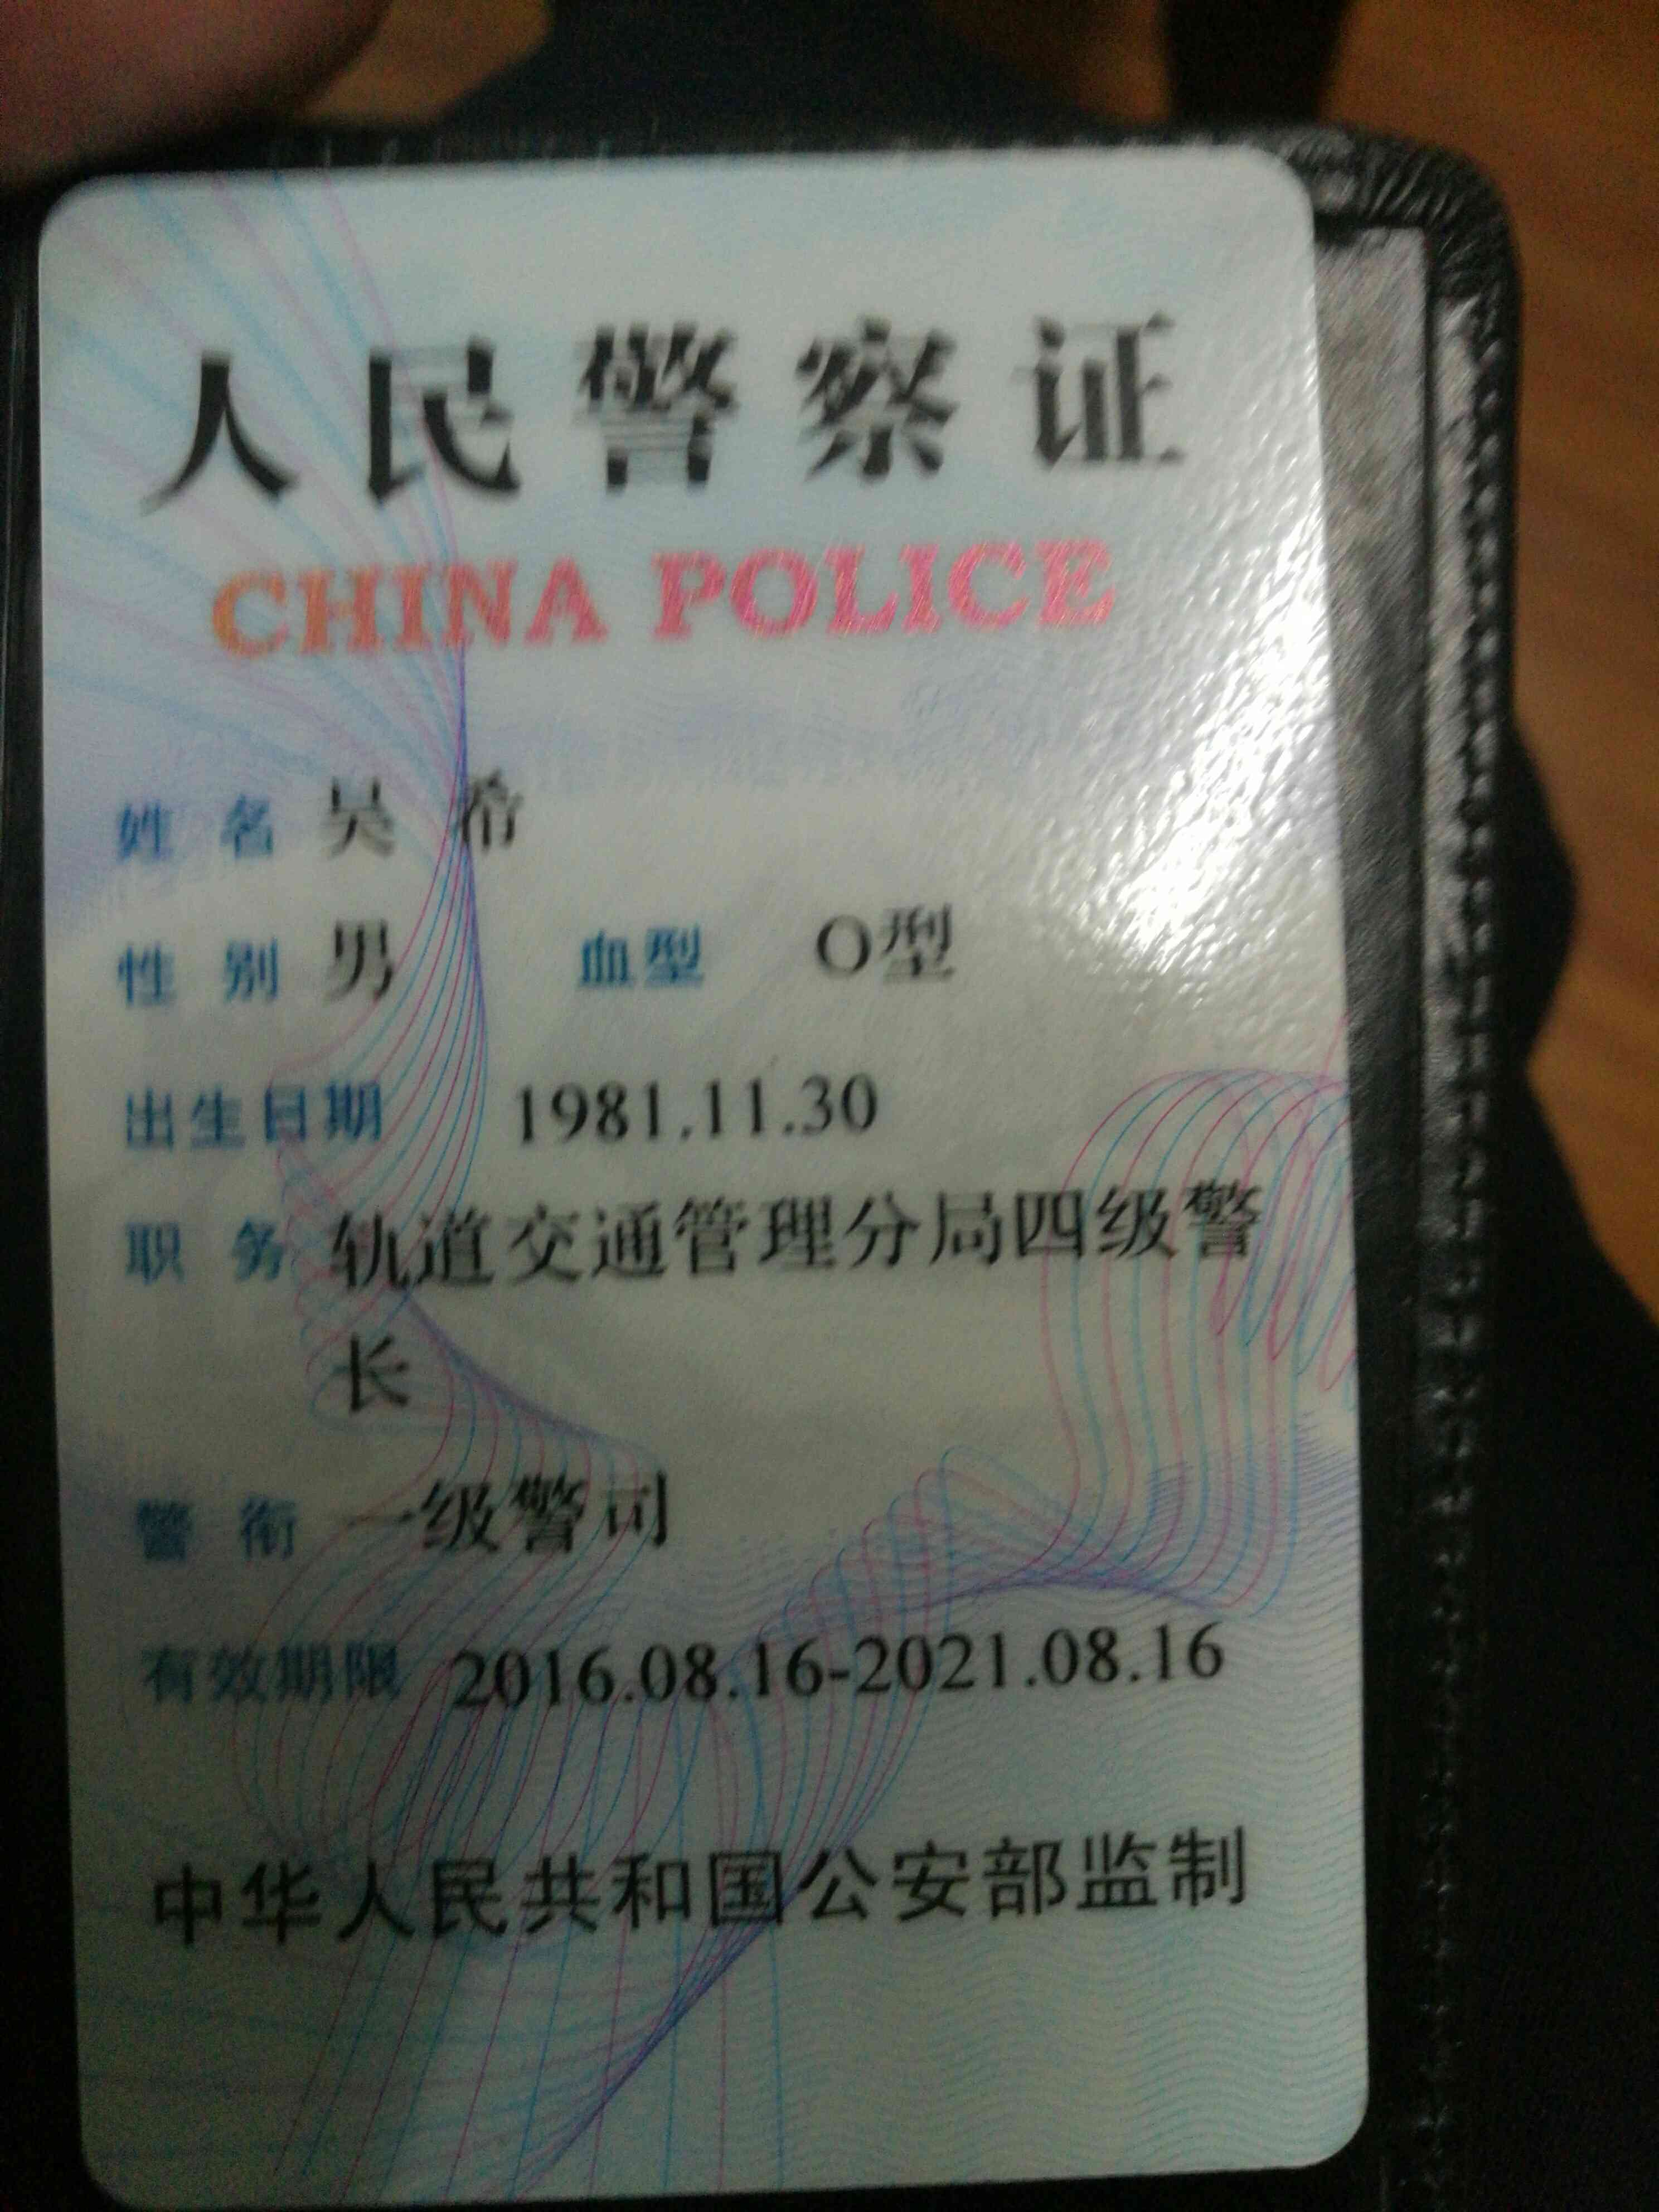 人民警察证
CHINA POLICE
姓名 吴希
性别 男 血型 O型
出生日期 1981.11.30
职务 轨道交通管理分局四级警
长
警衔 一级警司
有效期限 2016.08.16-2021.08.16
中华人民共和国公安部监制